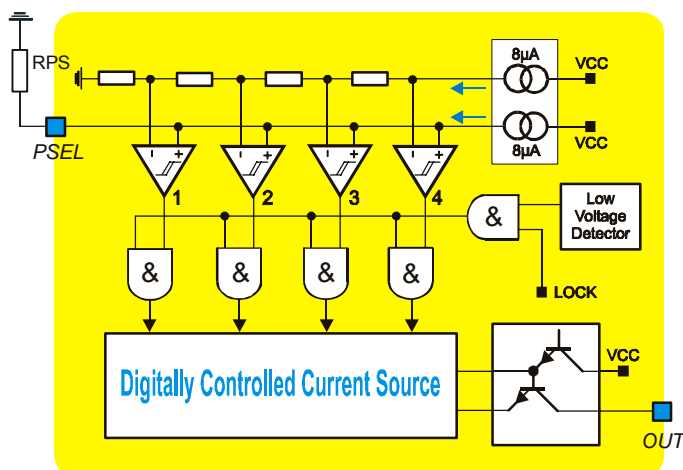 RPS
8µA
VCC
PSEL
8µA
VCC
- +
- +
- +
- +
1
2
3
4
&
Low
Voltage
Detector
&
&
&
&
LOCK
Digitally Controlled Current Source
VCC
OUT